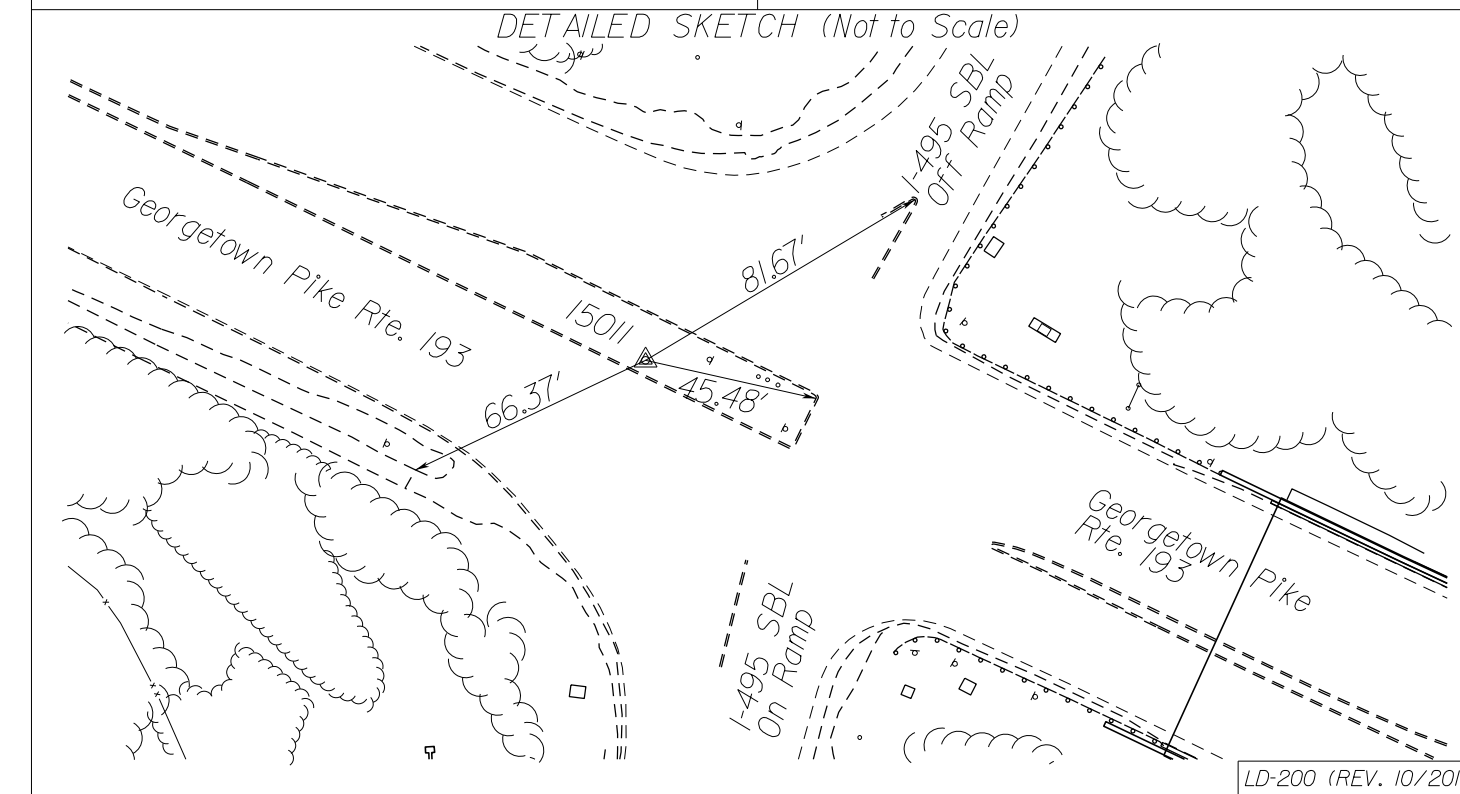 DETAILED SKETCH (Not to Scale)
I-495 SBL
Off Ramp
Georgetown Pike Rte. 193
81.67'
15011
66.37'
45.48'
Georgetown Pike
Rte. 193
I-495 SBL
On Ramp
LD-200 (REV. 10/201